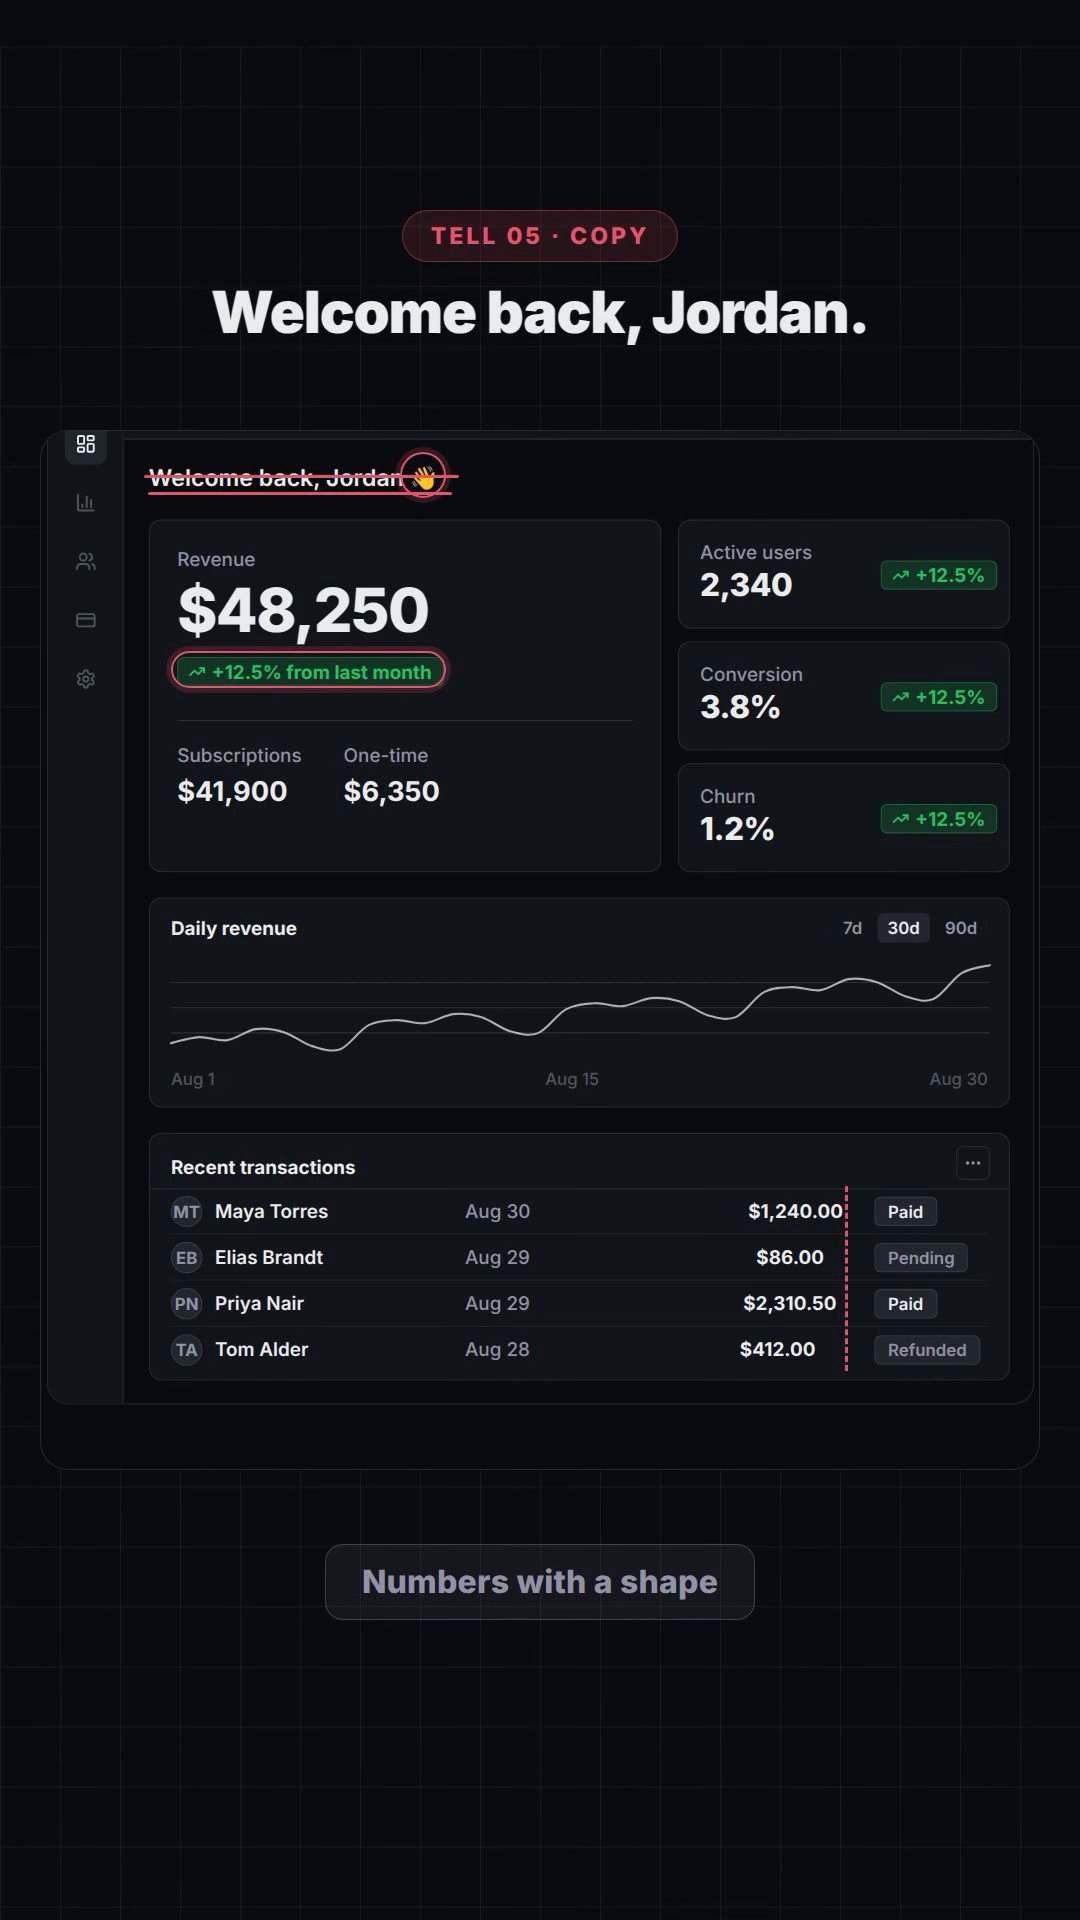 TELL 05 · COPY
Welcome back, Jordan.
Welcome back, Jordan 👋
Revenue
$48,250
+12.5% from last month
Subscriptions One-time
$41,900 $6,350
Active users
2,340
+12.5%
Conversion
3.8%
+12.5%
Churn
1.2%
+12.5%
Daily revenue 7d 30d 90d
Aug 1 Aug 15 Aug 30
Recent transactions
MT Maya Torres Aug 30 $1,240.00 Paid
EB Elias Brandt Aug 29 $86.00 Pending
PN Priya Nair Aug 29 $2,310.50 Paid
TA Tom Alder Aug 28 $412.00 Refunded
Numbers with a shape